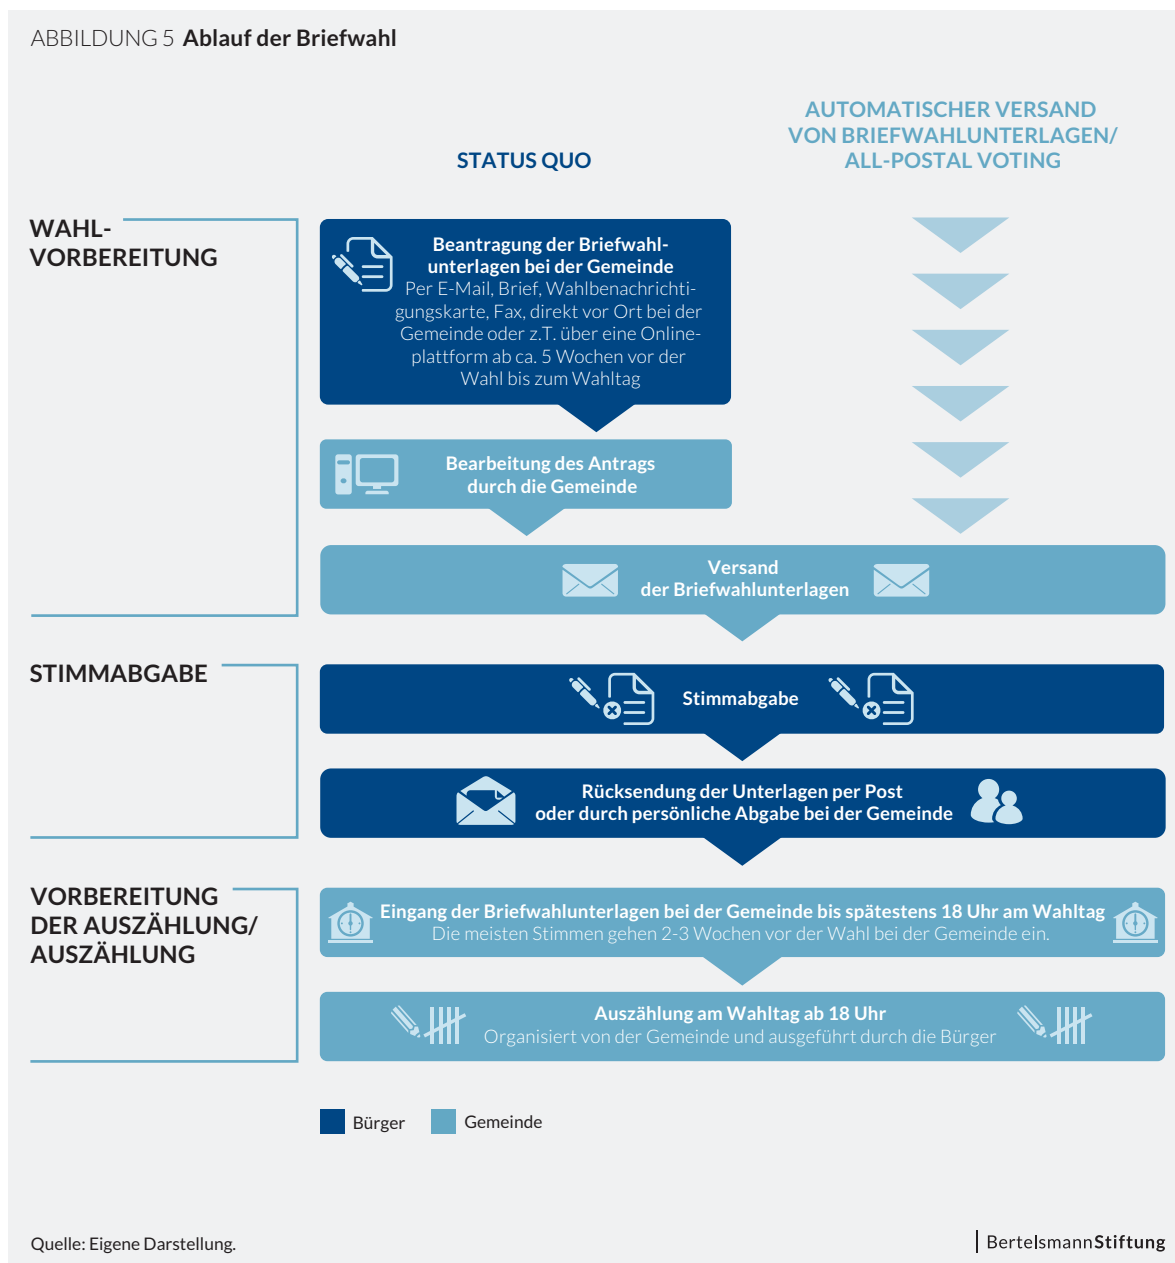 ABBILDUNG 5 Ablauf der Briefwahl
STATUS QUO
AUTOMATISCHER VERSAND
VON BRIEFWAHLUNTERLAGEN/
ALL-POSTAL VOTING
WAHL-
VORBEREITUNG
Beantragung der Briefwahl-
unterlagen bei der Gemeinde
Per E-Mail, Brief, Wahlbenachrichti-
gungskarte, Fax, direkt vor Ort bei der
Gemeinde oder z.T. über eine Online-
plattform ab ca. 5 Wochen vor der
Wahl bis zum Wahltag
Bearbeitung des Antrags
durch die Gemeinde
Versand
der Briefwahlunterlagen
STIMMABGABE
Stimmabgabe
Rücksendung der Unterlagen per Post
oder durch persönliche Abgabe bei der Gemeinde
VORBEREITUNG
DER AUSZÄHLUNG/
AUSZÄHLUNG
Eingang der Briefwahlunterlagen bei der Gemeinde bis spätestens 18 Uhr am Wahltag
Die meisten Stimmen gehen 2-3 Wochen vor der Wahl bei der Gemeinde ein.
Auszählung am Wahltag ab 18 Uhr
Organisiert von der Gemeinde und ausgeführt durch die Bürger
Bürger
Gemeinde
Quelle: Eigene Darstellung.
BertelsmannStiftung